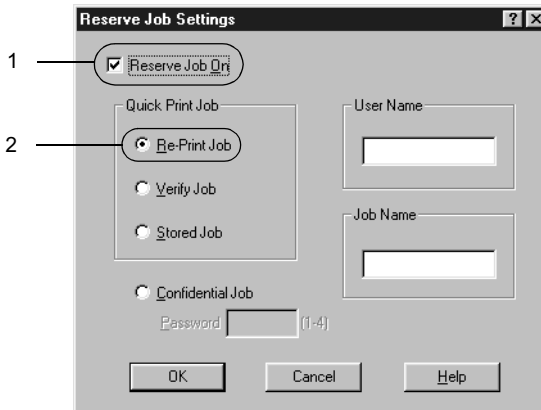 Reserve Job Settings
1
Reserve Job On
Quick Print Job
User Name
2
Re-Print Job
Verify Job
Job Name
Stored Job
Confidential Job
Password (1-4)
OK Cancel Help